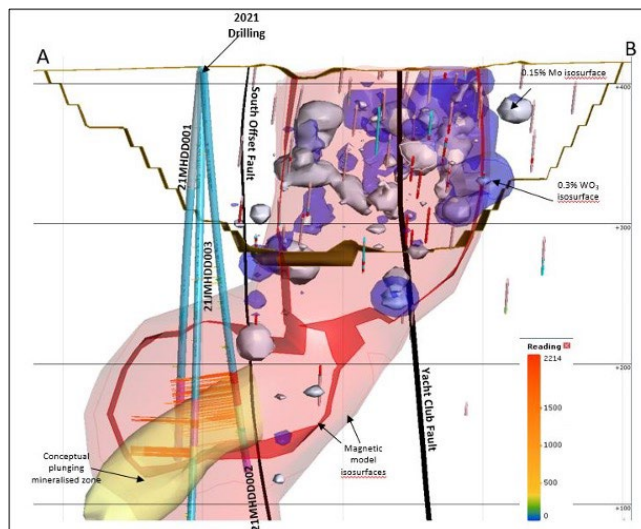 2021
Drilling
A
B
0.15% Mo isosurface
+400
21MHDD001
South Offset Fault
0.3% WO₃
isosurface
+300
21MHDD003
Reading
2214
+200
1500
1000
500
0
Yacht Club Fault
Magnetic
model
isosurfaces
Conceptual
plunging
mineralised zone
21MHDD002
+100